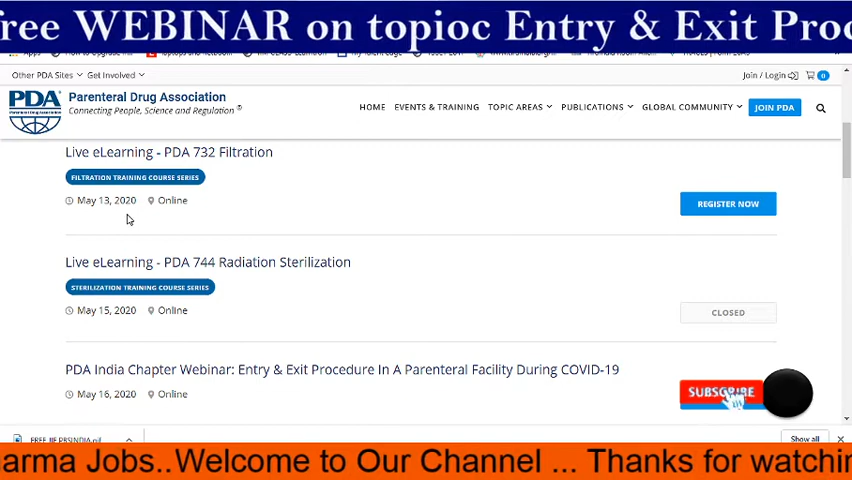 free WEBINAR on topioc Entry & Exit Proc
Apps
Other PDA Sites Get Involved Join / Login 0
PDA
Parenteral Drug Association
Connecting People, Science and Regulation ®
HOME EVENTS & TRAINING TOPIC AREAS PUBLICATIONS GLOBAL COMMUNITY JOIN PDA
Live eLearning - PDA 732 Filtration
FILTRATION TRAINING COURSE SERIES
May 13, 2020 Online
REGISTER NOW
Live eLearning - PDA 744 Radiation Sterilization
STERILIZATION TRAINING COURSE SERIES
May 15, 2020 Online
CLOSED
PDA India Chapter Webinar: Entry & Exit Procedure In A Parenteral Facility During COVID-19
May 16, 2020 Online
SUBSCRIBE
Show all
arma Jobs..Welcome to Our Channel ... Thanks for watchin